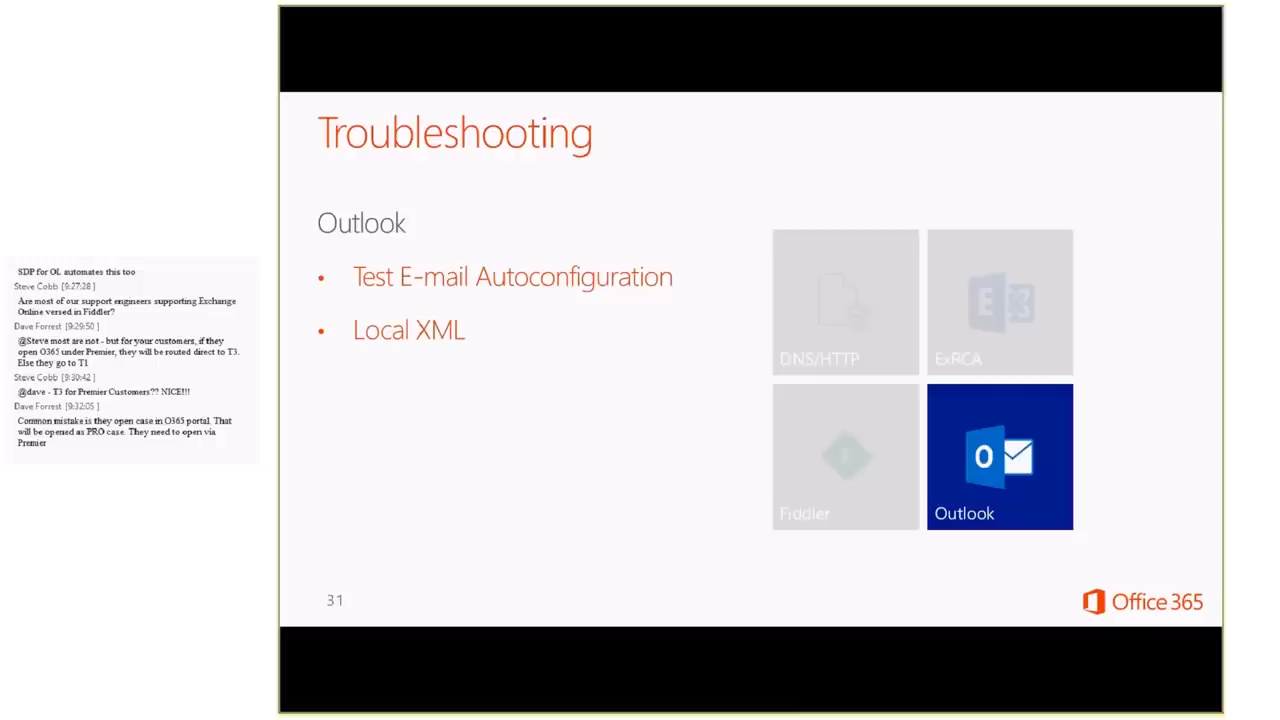 SDP for OL automates this too
Steve Cobb [9:27:28 ]
Are most of our support engineers supporting Exchange
Online versed in Fiddler?
Dave Forrest [9:29:50 ]
@Steve most are not - but for your customers, if they
open O365 under Premier, they will be routed direct to T3.
Else they go to T1
Steve Cobb [9:30:42 ]
@dave - T3 for Premier Customers?? NICE!!!
Dave Forrest [9:32:05 ]
Common mistake is they open case in O365 portal. That
will be opened as PRO case. They need to open via
Premier
Troubleshooting
Outlook
• Test E-mail Autoconfiguration
• Local XML
DNS/HTTP
E
ExRCA
F
Fiddler
O
Outlook
31
Office 365